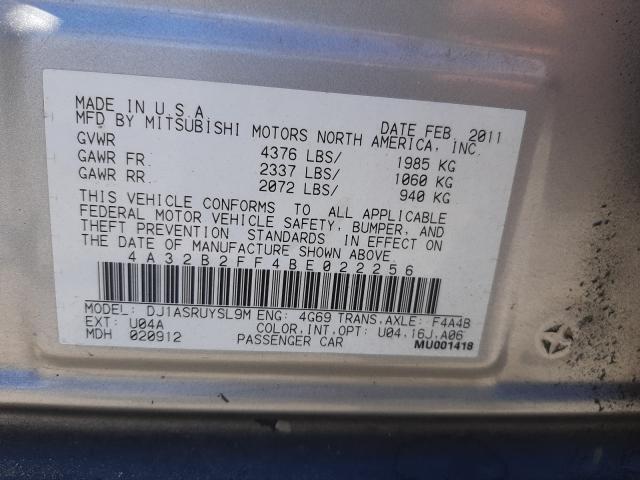 MADE IN U.S.A. DATE FEB 2011
MFD BY MITSUBISHI MOTORS NORTH AMERICA, INC.
GVWR 4376 LBS/ 1985 KG
GAWR FR. 2337 LBS/ 1060 KG
GAWR RR. 2072 LBS/ 940 KG
THIS VEHICLE CONFORMS TO ALL APPLICABLE
FEDERAL MOTOR VEHICLE SAFETY, BUMPER, AND
THEFT PREVENTION STANDARDS IN EFFECT ON
THE DATE OF MANUFACTURE SHOWN ABOVE.
4A32B2FF4BE022256
MODEL: DJ1ASRUYSL9M ENG: 4G69 TRANS.AXLE: F4A4B
EXT: U04A COLOR.INT.OPT: U04.16J.A06
MDH 020912 PASSENGER CAR MU001418